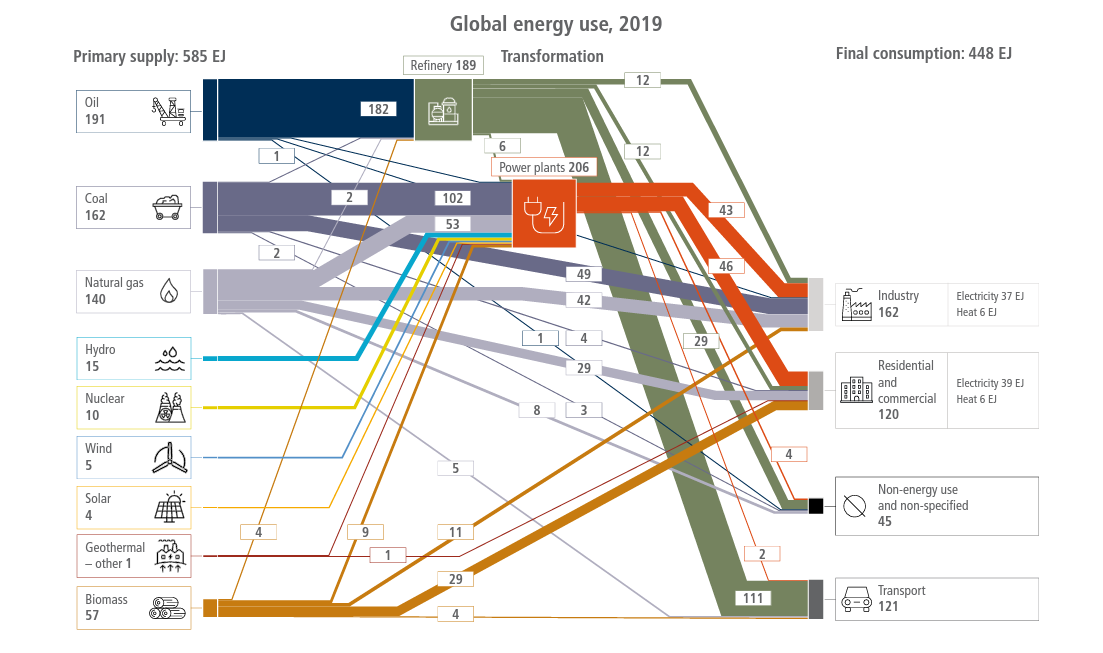 Global energy use, 2019
Primary supply: 585 EJ
Transformation
Final consumption: 448 EJ
Refinery 189
12
Oil
191
182
6
12
1
Power plants 206
Coal
162
2
102
43
53
2
46
49
Natural gas
140
42
Industry
162
Electricity 37 EJ
Heat 6 EJ
1
4
29
Hydro
15
29
Residential
and
commercial
120
Electricity 39 EJ
Heat 6 EJ
Nuclear
10
8
3
Wind
5
5
4
Solar
4
Non-energy use
and non-specified
45
4
9
11
Geothermal
– other 1
1
2
29
Biomass
57
4
111
Transport
121